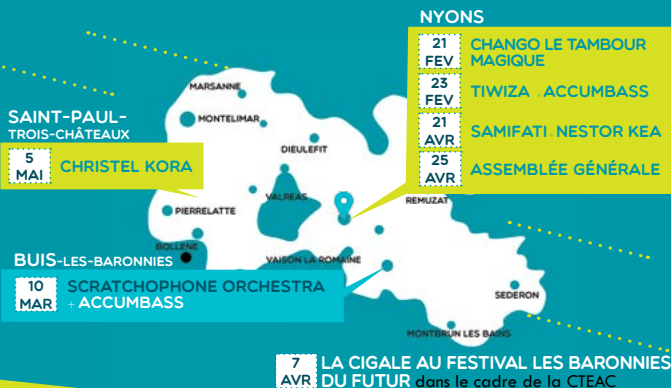 NYONS
21
FEV
CHANGO LE TAMBOUR
MAGIQUE
23
FEV
TIWIZA + ACCUMBASS
21
AVR
SAMIFATI + NESTOR KEA
25
AVR
ASSEMBLÉE GÉNÉRALE
MARSANNE
MONTELIMAR
DIEULEFIT
SAINT-PAUL-
TROIS-CHÂTEAUX
5
MAI
CHRISTEL KORA
VALREAS
REMUZAT
PIERRELATTE
BOLLENE
VAISON LA ROMAINE
BUIS-LES-BARONNIES
10
MAR
SCRATCHOPHONE ORCHESTRA
+ ACCUMBASS
SEDERON
MONTBRUN LES BAINS
7
AVR
LA CIGALE AU FESTIVAL LES BARONNIES
DU FUTUR dans le cadre de la CTEAC